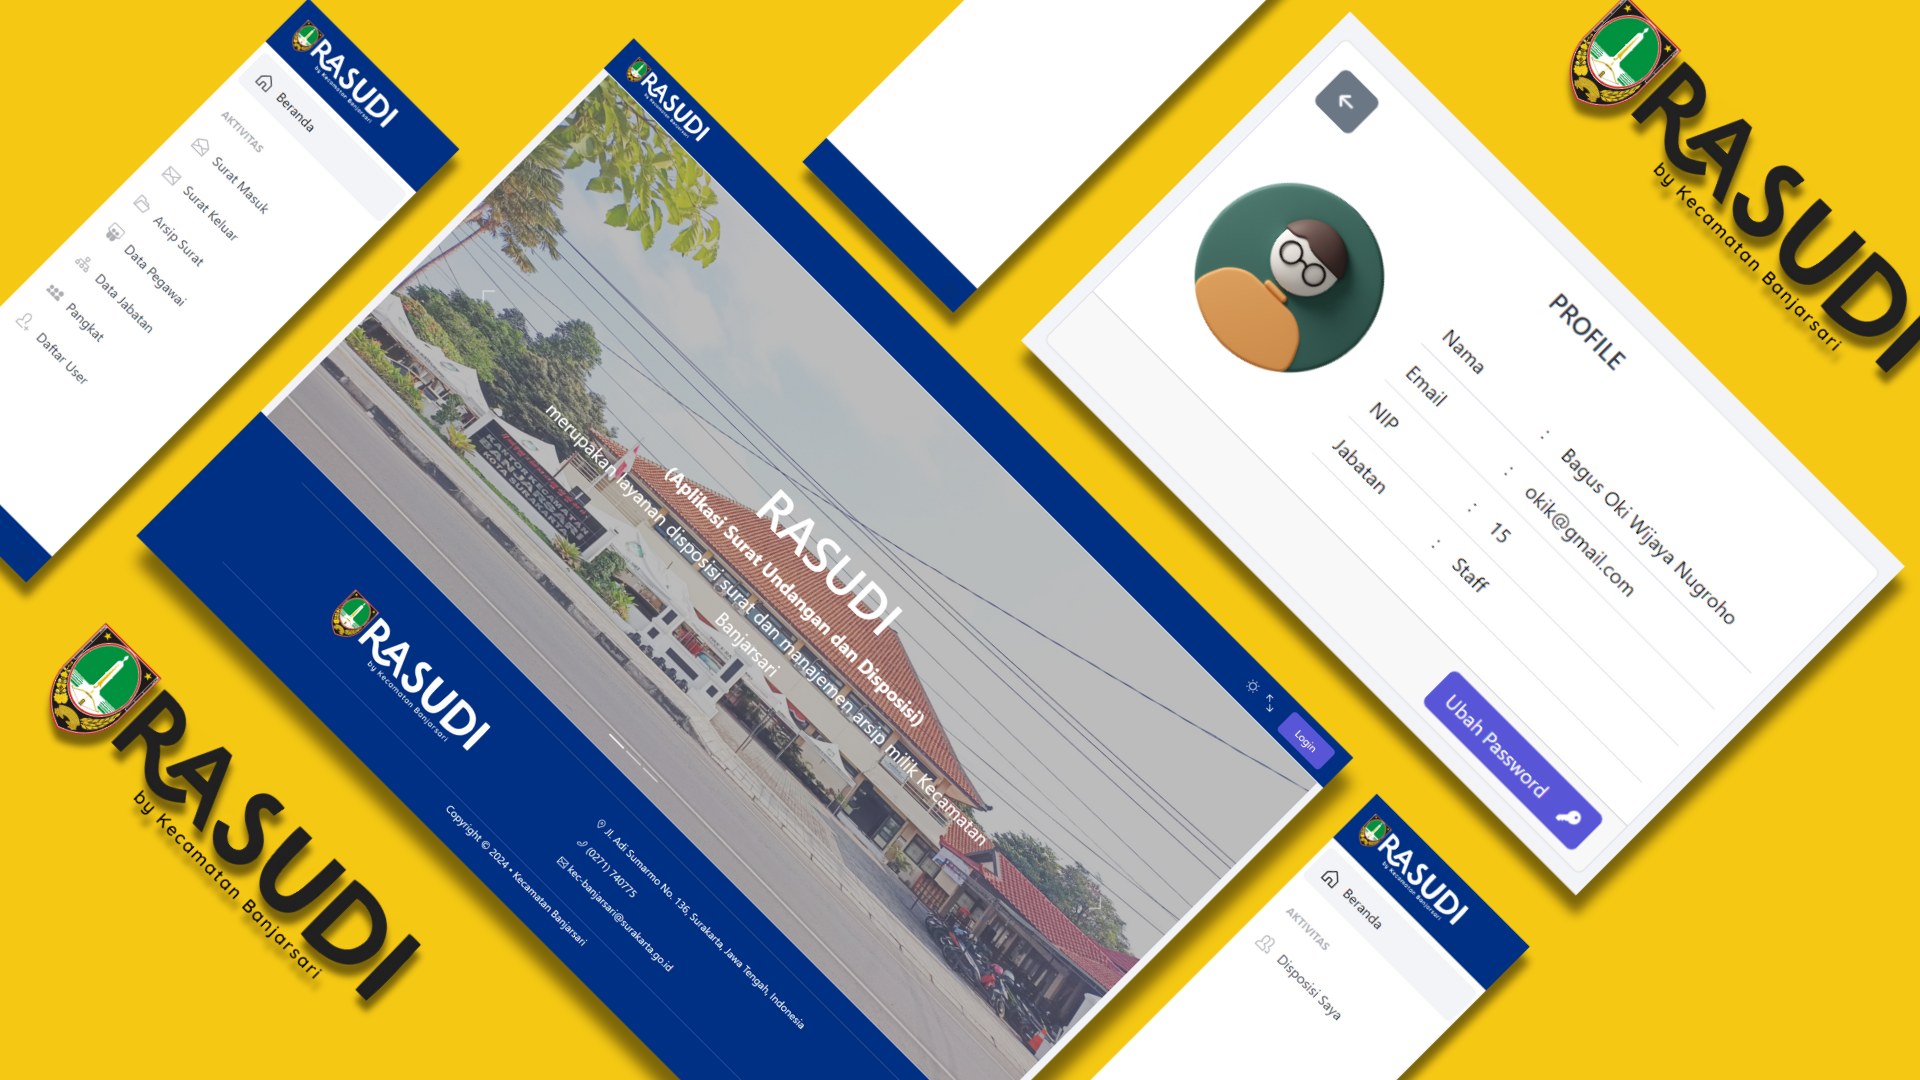 RASUDI
by Kecamatan Banjarsari
Beranda
AKTIVITAS
Surat Masuk
Surat Keluar
Arsip Surat
Data Pegawai
Data Jabatan
Pangkat
Daftar User
RASUDI
by Kecamatan Banjarsari
Login
KANTOR KECAMATAN
BANJARSARI
KOTA SURAKARTA
RASUDI
(Aplikasi Surat Undangan dan Disposisi)
merupakan layanan disposisi surat dan manajemen arsip milik Kecamatan
Banjarsari
RASUDI
by Kecamatan Banjarsari
Jl. Adi Sumarmo No. 136, Surakarta, Jawa Tengah, Indonesia
(0271) 740775
kec-banjarsari@surakarta.go.id
Copyright © 2024 • Kecamatan Banjarsari
PROFILE
Nama : Bagus Oki Wijaya Nugroho
Email : okik@gmail.com
NIP : 15
Jabatan : Staff
Ubah Password
RASUDI
by Kecamatan Banjarsari
RASUDI
by Kecamatan Banjarsari
RASUDI
by Kecamatan Banjarsari
Beranda
AKTIVITAS
Disposisi Saya